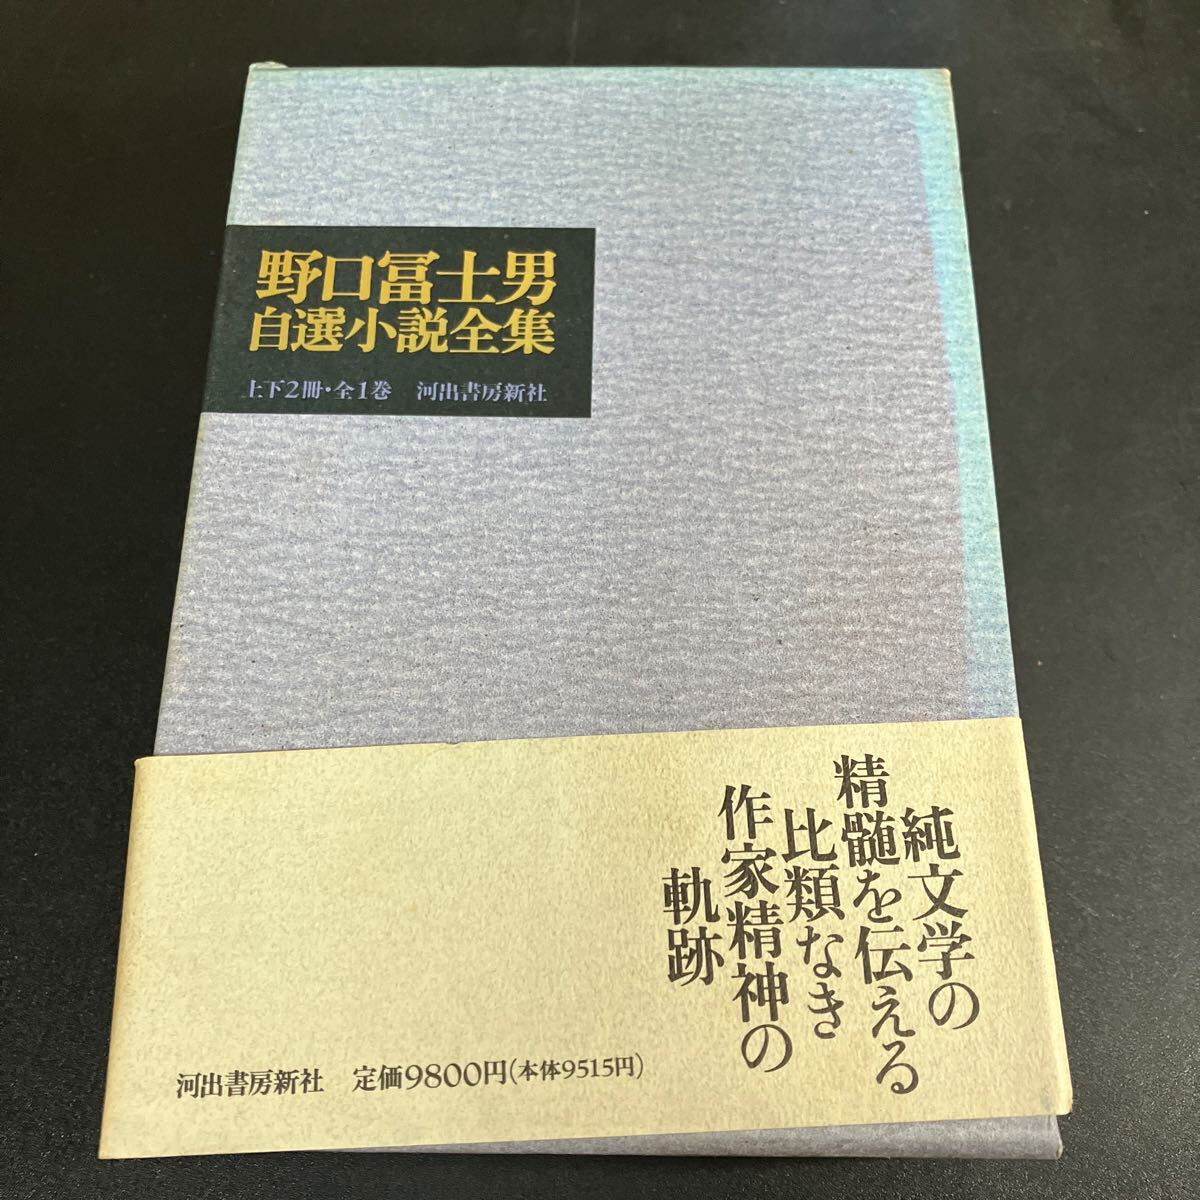 野口冨士男
自選小説全集
上下2冊・全1巻　河出書房新社
純文学の
精髄を伝える
比類なき
作家精神の
軌跡
河出書房新社　定価9800円(本体9515円)